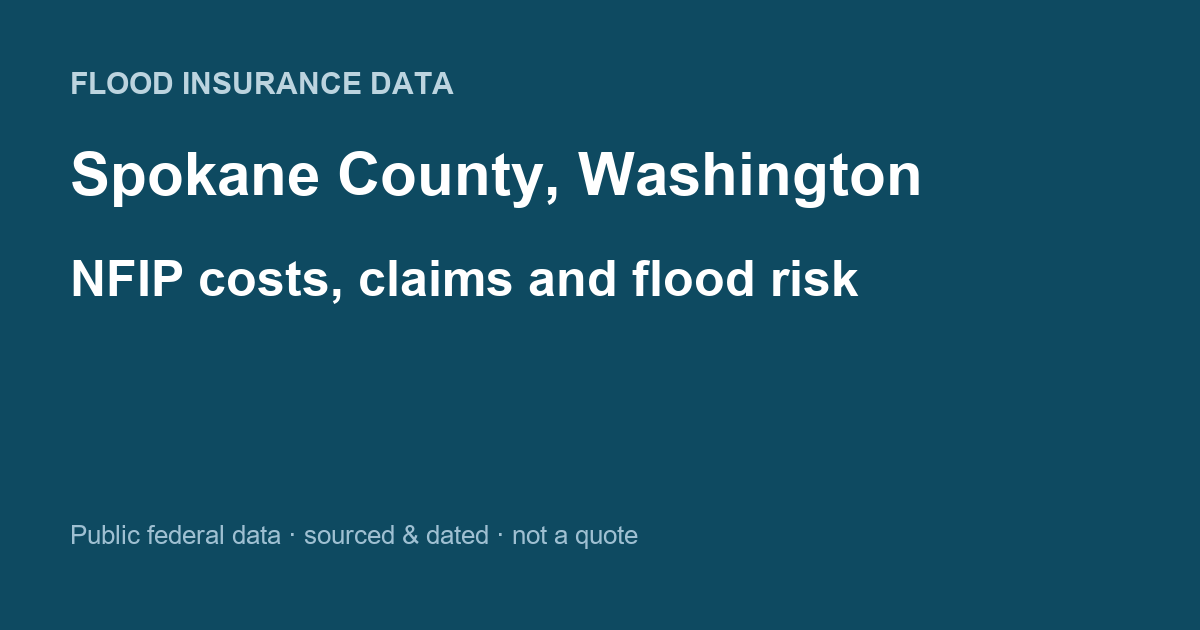 FLOOD INSURANCE DATA
Spokane County, Washington
NFIP costs, claims and flood risk
Public federal data · sourced & dated · not a quote